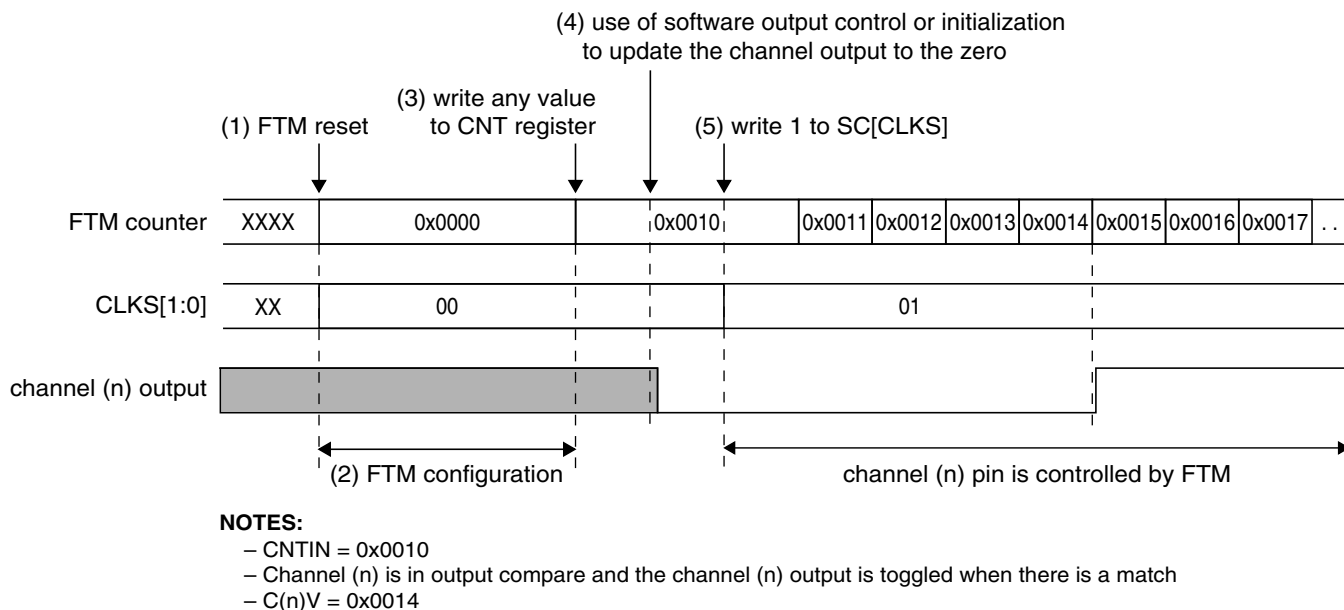 (4) use of software output control or initialization
to update the channel output to the zero
(3) write any value
to CNT register
(1) FTM reset
(5) write 1 to SC[CLKS]
FTM counter XXXX 0x0000 0x0010 0x0011 0x0012 0x0013 0x0014 0x0015 0x0016 0x0017 . .
CLKS[1:0] XX 00 01
channel (n) output
(2) FTM configuration
channel (n) pin is controlled by FTM
NOTES:
– CNTIN = 0x0010
– Channel (n) is in output compare and the channel (n) output is toggled when there is a match
– C(n)V = 0x0014